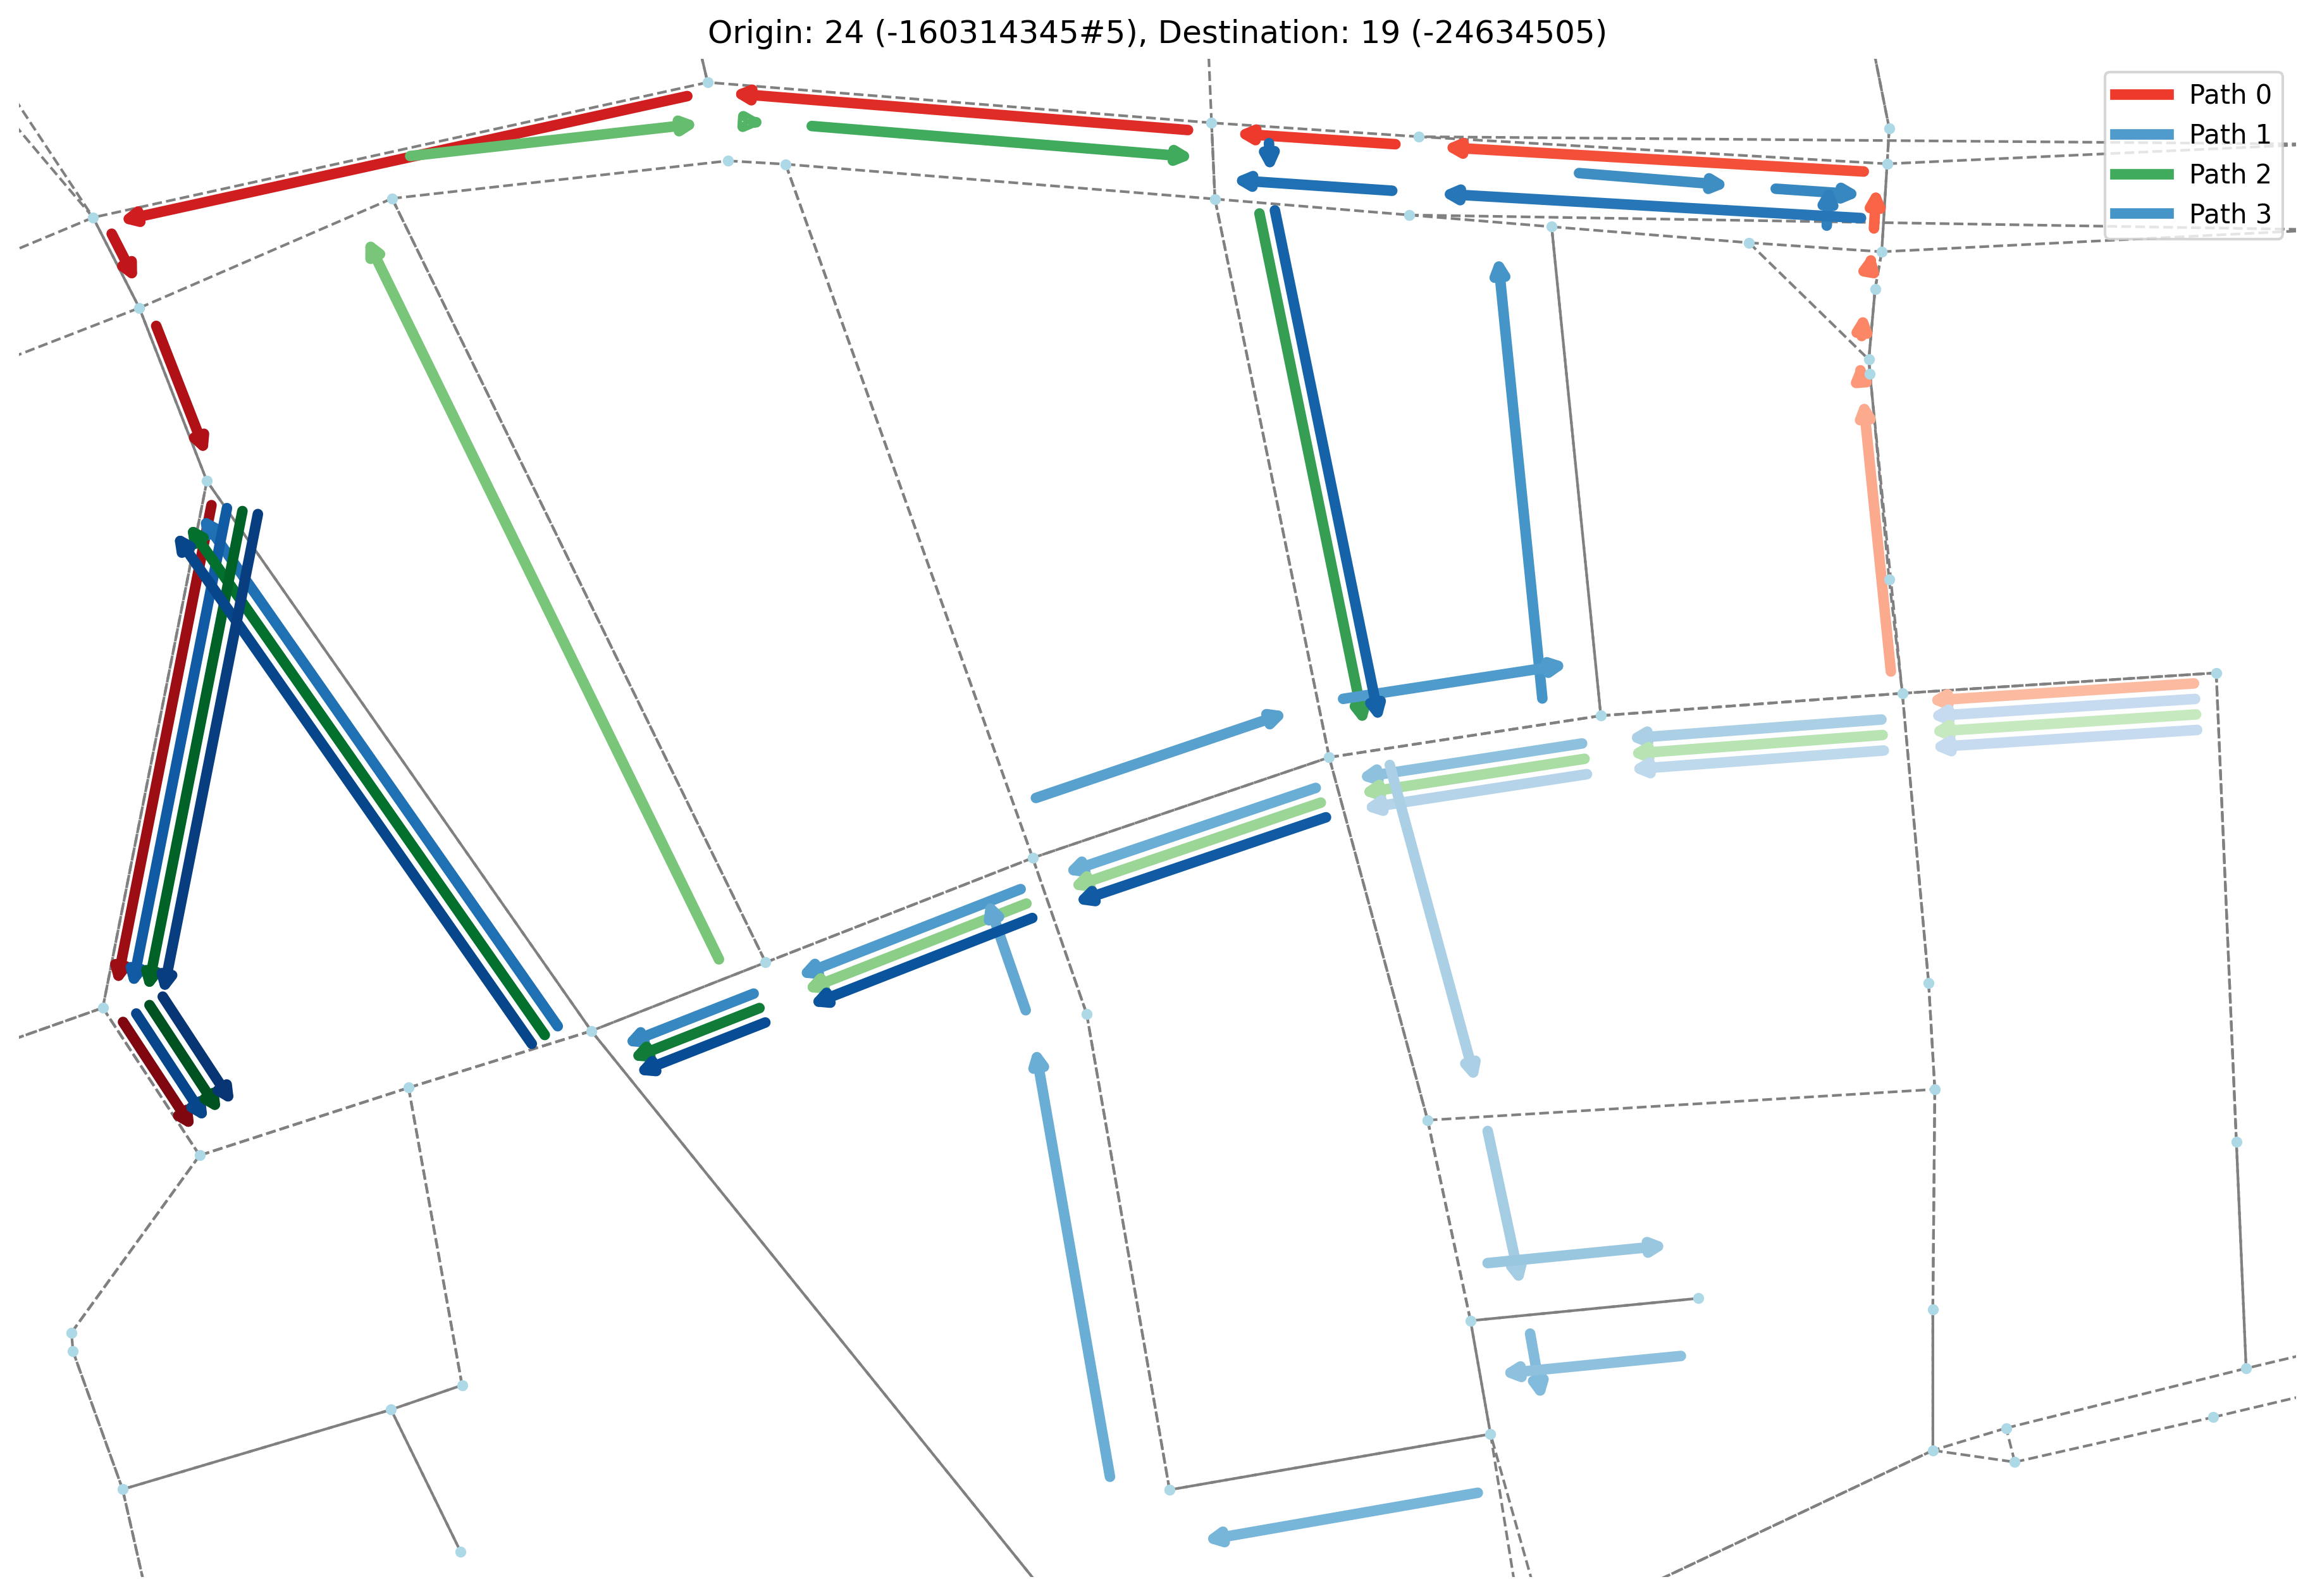 Origin: 24 (-160314345#5), Destination: 19 (-24634505)
Path 0
Path 1
Path 2
Path 3